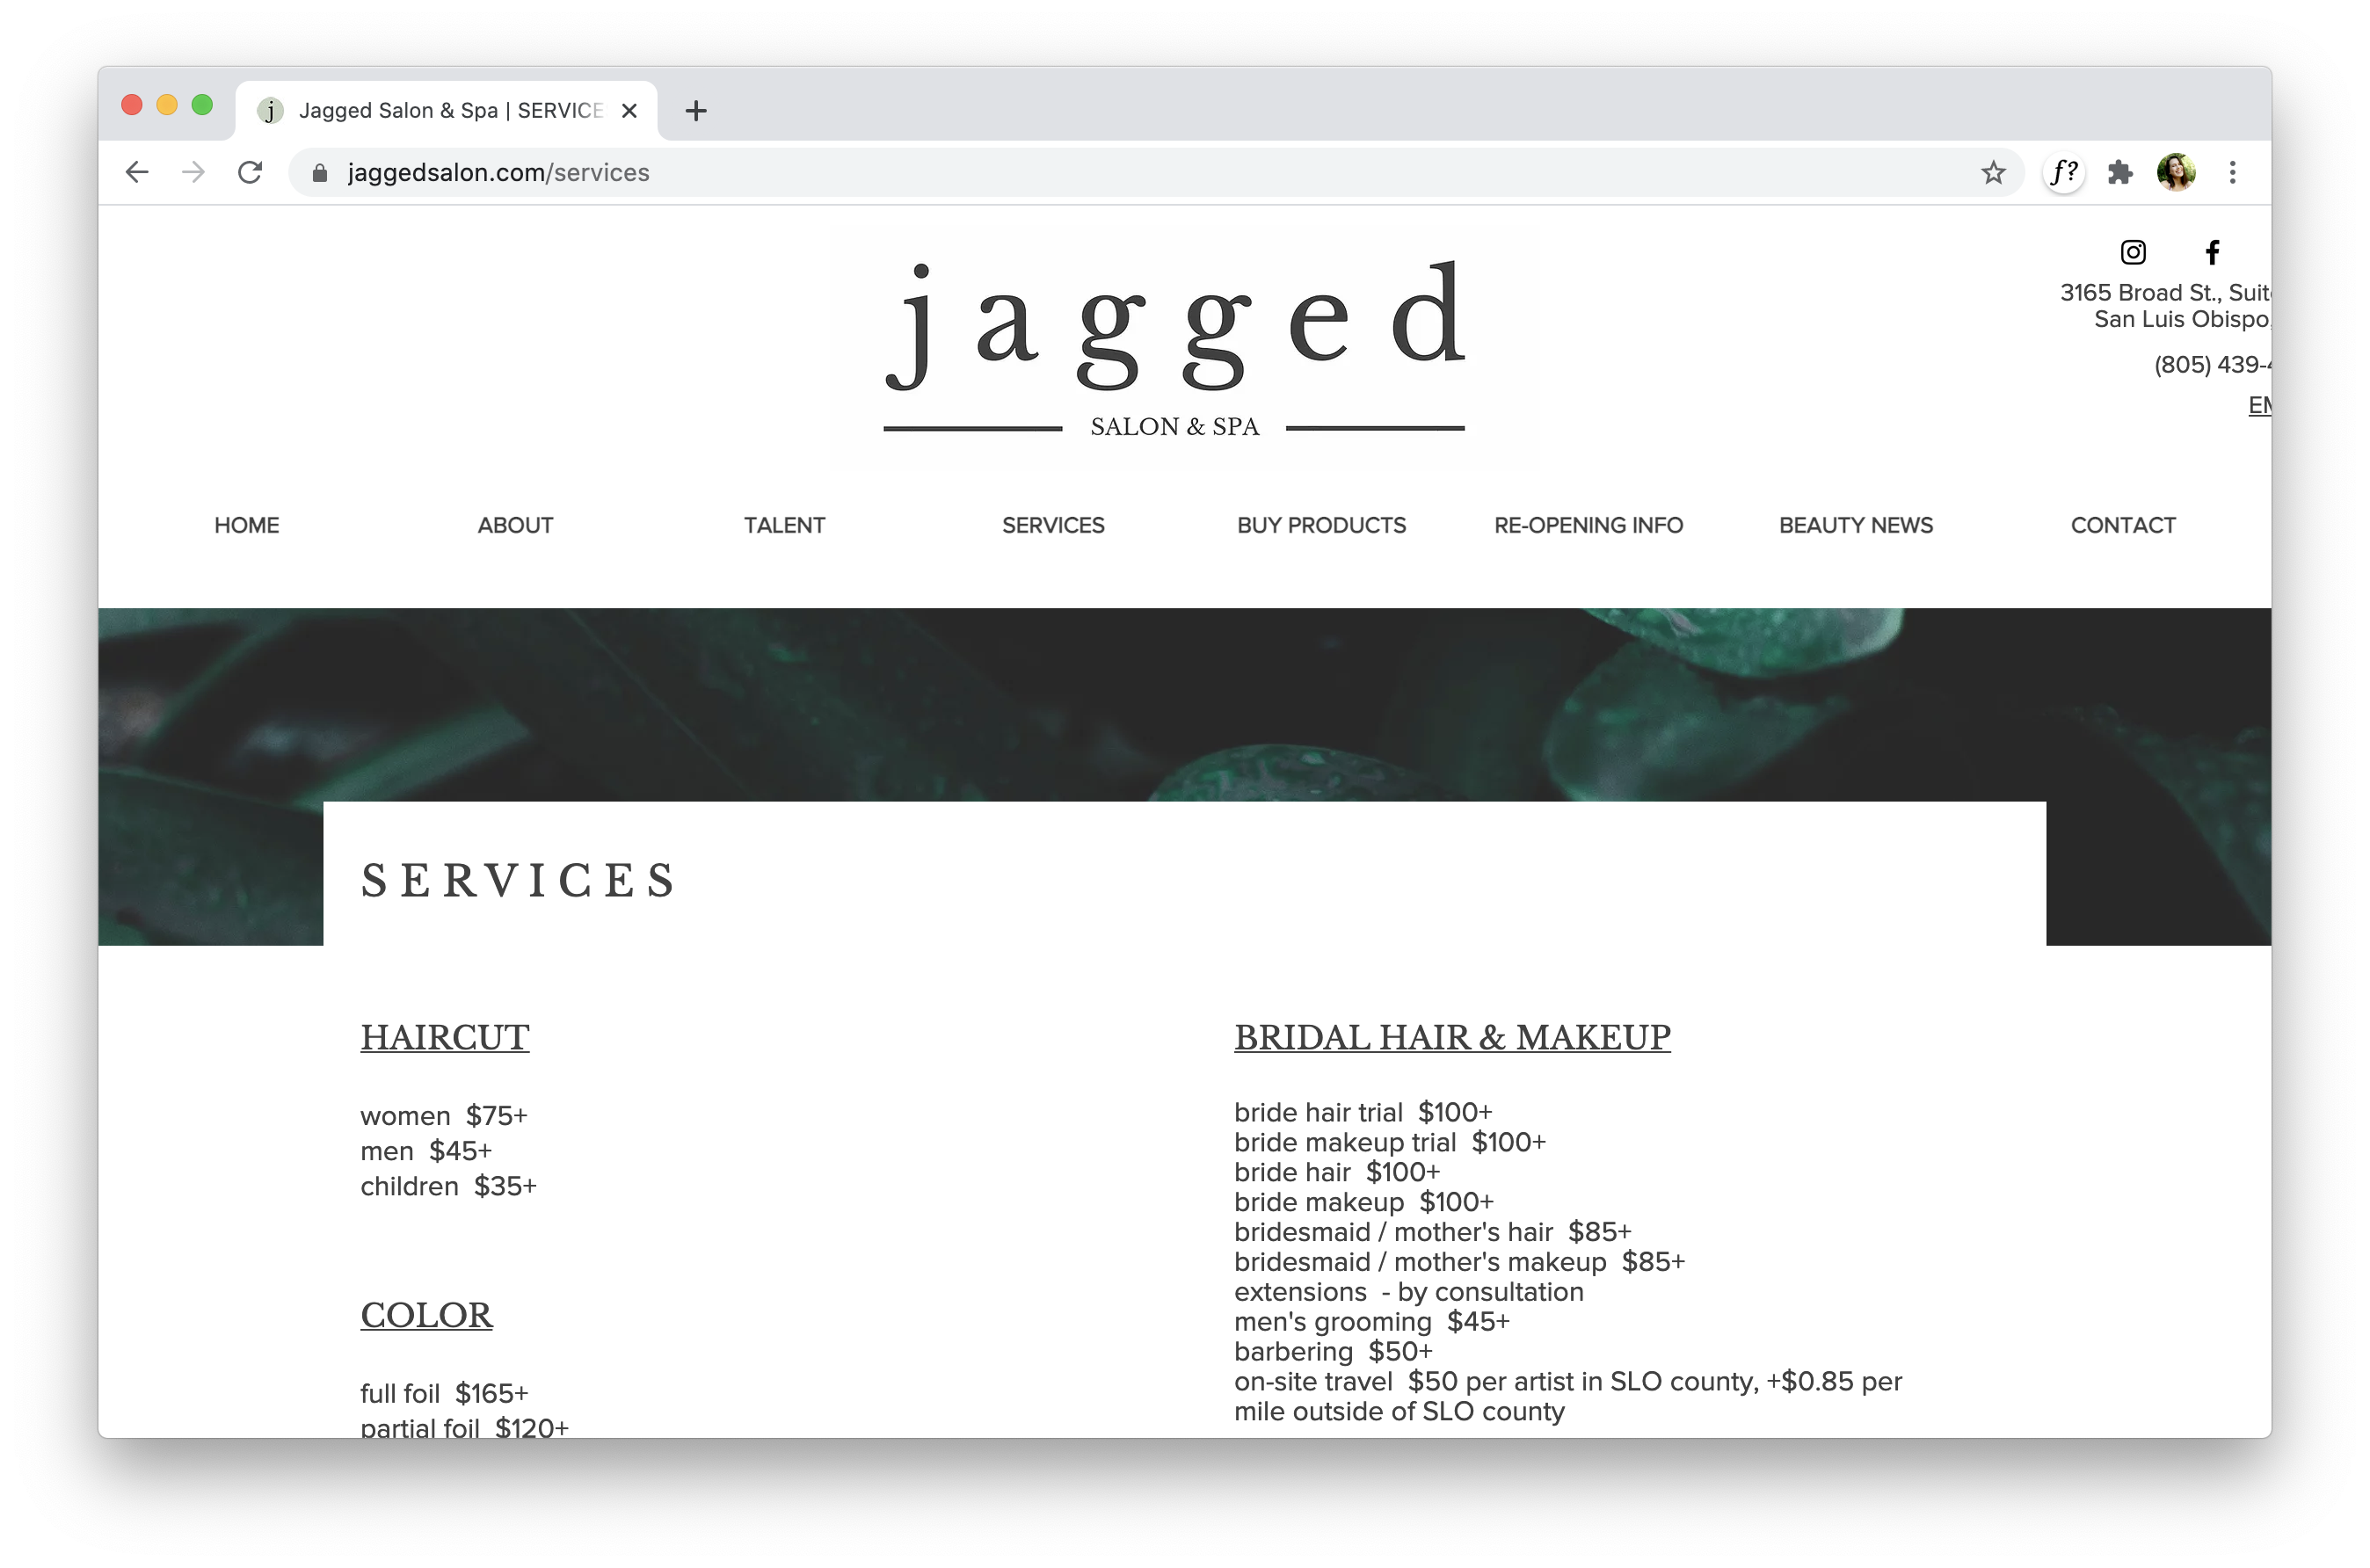 j Jagged Salon & Spa | SERVICE
jaggedsalon.com/services
f?
jagged
SALON & SPA
3165 Broad St., Suit
San Luis Obispo,
(805) 439-
HOME ABOUT TALENT SERVICES BUY PRODUCTS RE-OPENING INFO BEAUTY NEWS CONTACT
SERVICES
HAIRCUT
women $75+
men $45+
children $35+
COLOR
full foil $165+
partial foil $120+
BRIDAL HAIR & MAKEUP
bride hair trial $100+
bride makeup trial $100+
bride hair $100+
bride makeup $100+
bridesmaid / mother's hair $85+
bridesmaid / mother's makeup $85+
extensions - by consultation
men's grooming $45+
barbering $50+
on-site travel $50 per artist in SLO county, +$0.85 per
mile outside of SLO county